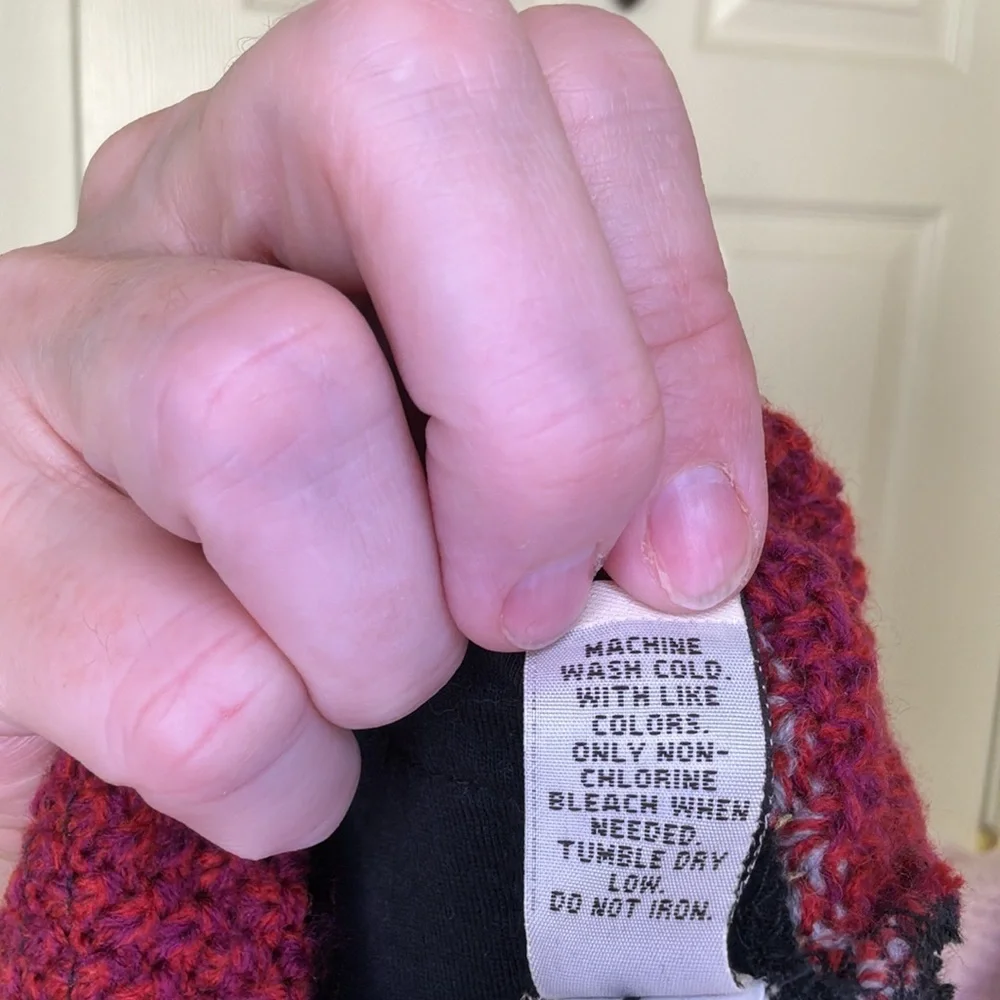 MACHINE
WASH COLD.
WITH LIKE
COLORS.
ONLY NON-
CHLORINE
BLEACH WHEN
NEEDED.
TUMBLE DRY
LOW.
DO NOT IRON.